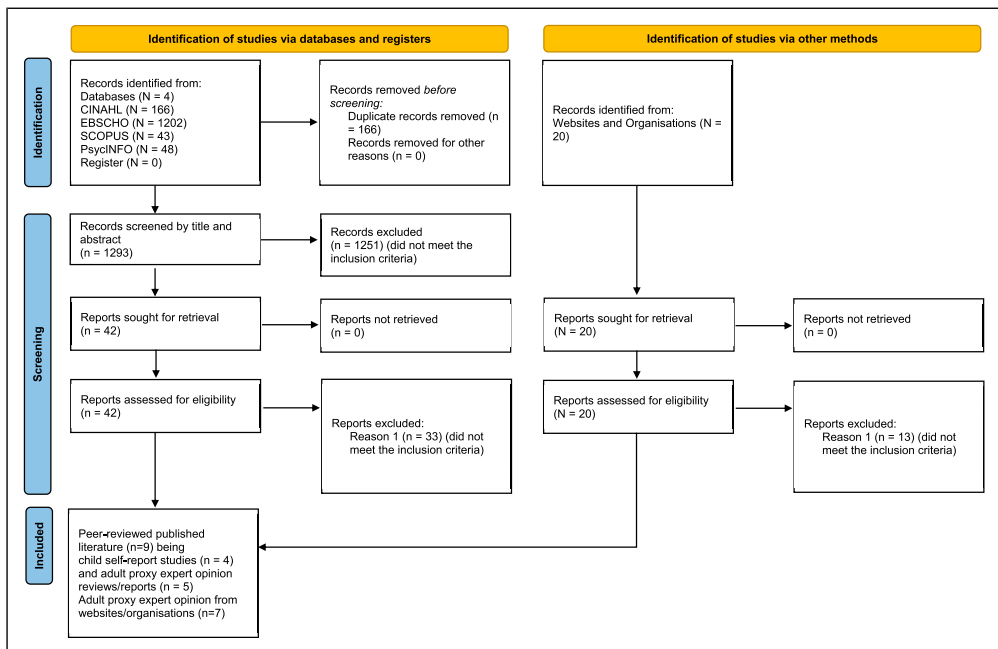 Identification of studies via databases and registers
Identification of studies via other methods
Identification
Records identified from:
Databases (N = 4)
CINAHL (N = 166)
EBSCHO (N = 1202)
SCOPUS (N = 43)
PsycINFO (N = 48)
Register (N = 0)
Records removed before
screening:
Duplicate records removed (n
= 166)
Records removed for other
reasons (n = 0)
Records identified from:
Websites and Organisations (N =
20)
Screening
Records screened by title and
abstract
(n = 1293)
Records excluded
(n = 1251) (did not meet the
inclusion criteria)
Reports sought for retrieval
(n = 42)
Reports not retrieved
(n = 0)
Reports sought for retrieval
(N = 20)
Reports not retrieved
(n = 0)
Reports assessed for eligibility
(n = 42)
Reports excluded:
Reason 1 (n = 33) (did not
meet the inclusion criteria)
Reports assessed for eligibility
(N = 20)
Reports excluded:
Reason 1 (n = 13) (did not
meet the inclusion criteria)
Included
Peer-reviewed published
literature (n=9) being
child self-report studies (n = 4)
and adult proxy expert opinion
reviews/reports (n = 5)
Adult proxy expert opinion from
websites/organisations (n=7)